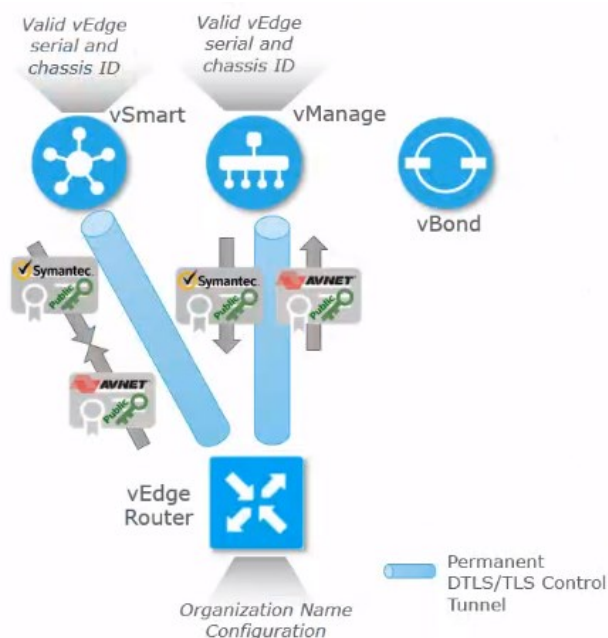 Valid vEdge
serial and
chassis ID
Valid vEdge
serial and
chassis ID
vSmart
vManage
vBond
Symantec
Public
AVNET
Public
Symantec
Public
AVNET
Public
vEdge
Router
Permanent
DTLS/TLS Control
Tunnel
Organization Name
Configuration